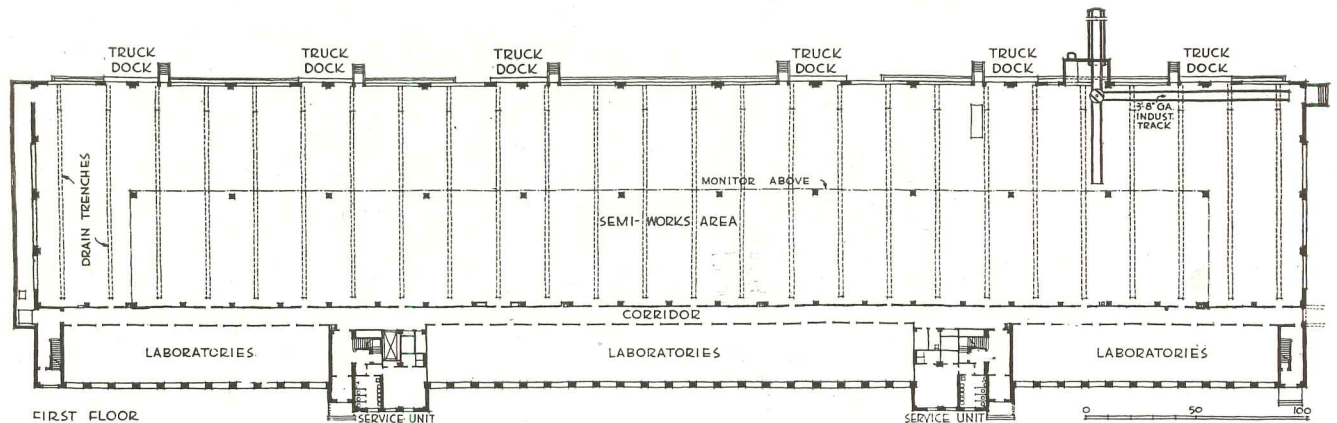 TRUCK
DOCK
TRUCK
DOCK
TRUCK
DOCK
TRUCK
DOCK
TRUCK
DOCK
TRUCK
DOCK
3'-8" GA.
INDUST.
TRACK
DRAIN TRENCHES
MONITOR ABOVE
SEMI-WORKS AREA
CORRIDOR
LABORATORIES
LABORATORIES
LABORATORIES
FIRST FLOOR
SERVICE UNIT
SERVICE UNIT
0 50 100